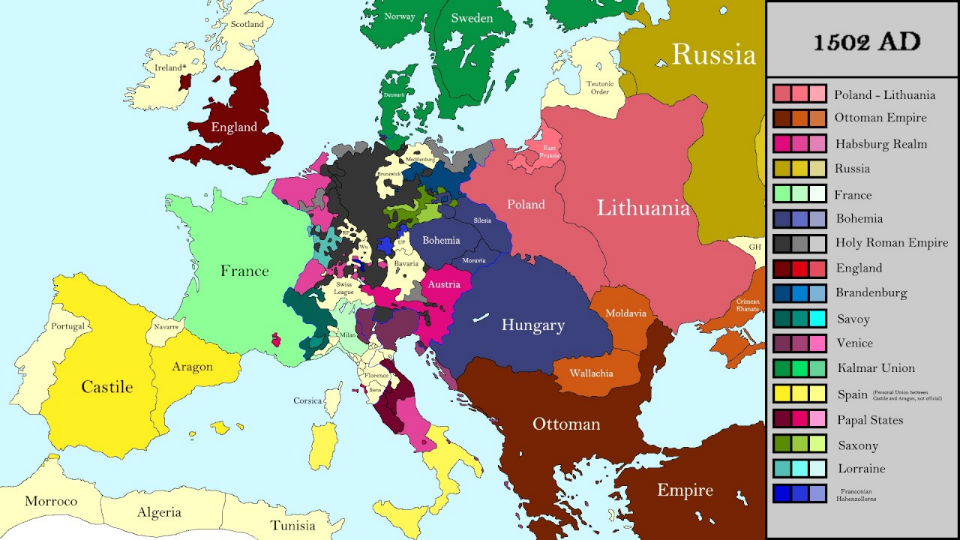 1502 AD
Poland - Lithuania
Ottoman Empire
Habsburg Realm
Russia
France
Bohemia
Holy Roman Empire
England
Brandenburg
Savoy
Venice
Kalmar Union
Spain (Personal Union between
Castile and Aragon, not official)
Papal States
Saxony
Lorraine
Franconian
Hohenzollerns
Norway
Sweden
Scotland
Russia
Ireland*
Teutonic
Order
Denmark
England
East
Prussia
Mecklenburg
Brunswick
Poland
Lithuania
Silesia
Bohemia
Moravia
GH
UP
Bavaria
France
Austria
Swiss
League
Crimean
Khanate
Moldavia
Hungary
Portugal
Navarre
Milan
Aragon
Wallachia
Florence
Siena
Castile
Corsica
Ottoman
Empire
Morroco
Algeria
Tunisia